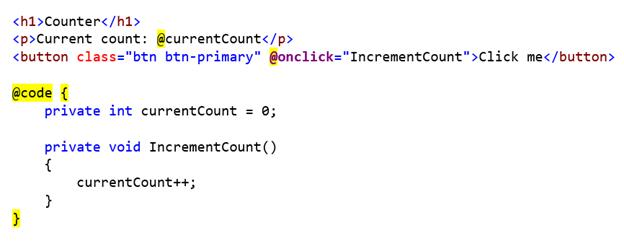 <h1>Counter</h1>
<p>Current count: @currentCount</p>
<button class="btn btn-primary" @onclick="IncrementCount">Click me</button>
@code {
    private int currentCount = 0;
    private void IncrementCount()
    {
        currentCount++;
    }
}